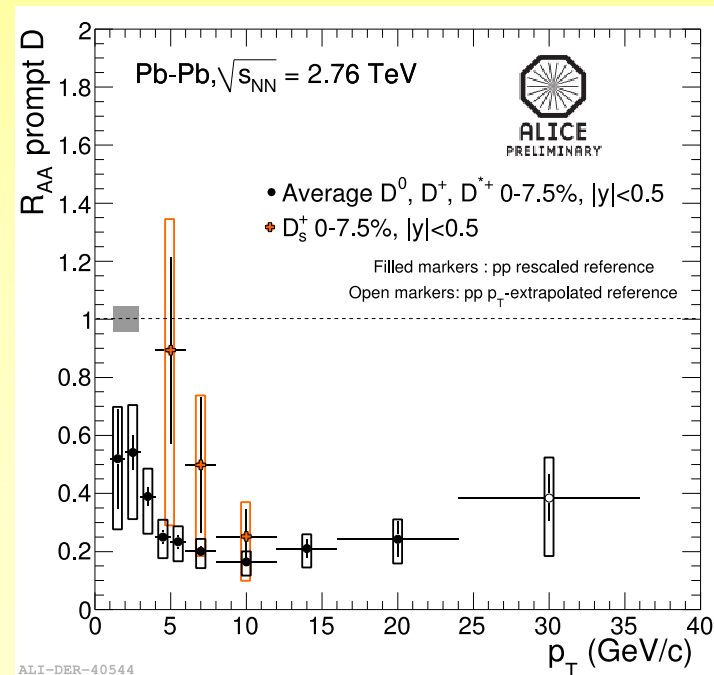 R_AA prompt D
2
1.8
1.6
1.4
1.2
1
0.8
0.6
0.4
0.2
0
Pb-Pb,√s_NN = 2.76 TeV
ALICE
PRELIMINARY
Average D^0, D^+, D^*+ 0-7.5%, |y|<0.5
D_s^+ 0-7.5%, |y|<0.5
Filled markers : pp rescaled reference
Open markers: pp p_T-extrapolated reference
0 5 10 15 20 25 30 35 40
p_T (GeV/c)
ALI-DER-40544